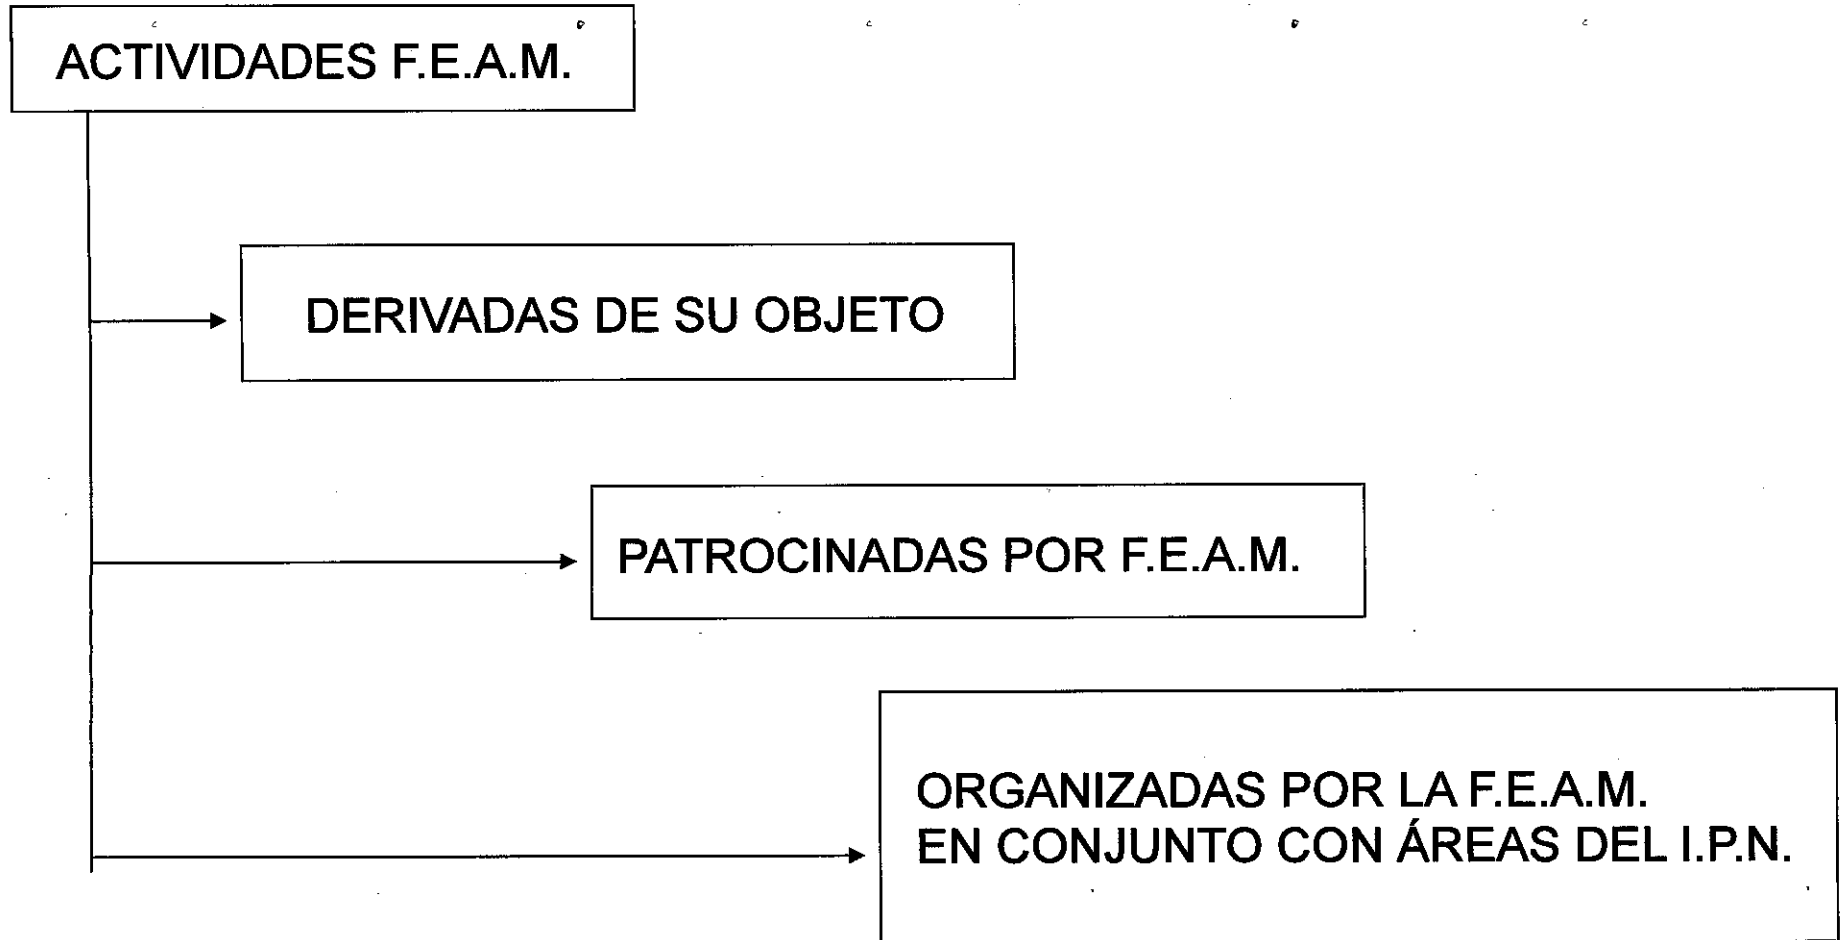 ACTIVIDADES F.E.A.M.
DERIVADAS DE SU OBJETO
PATROCINADAS POR F.E.A.M.
ORGANIZADAS POR LA F.E.A.M.
EN CONJUNTO CON ÁREAS DEL I.P.N.